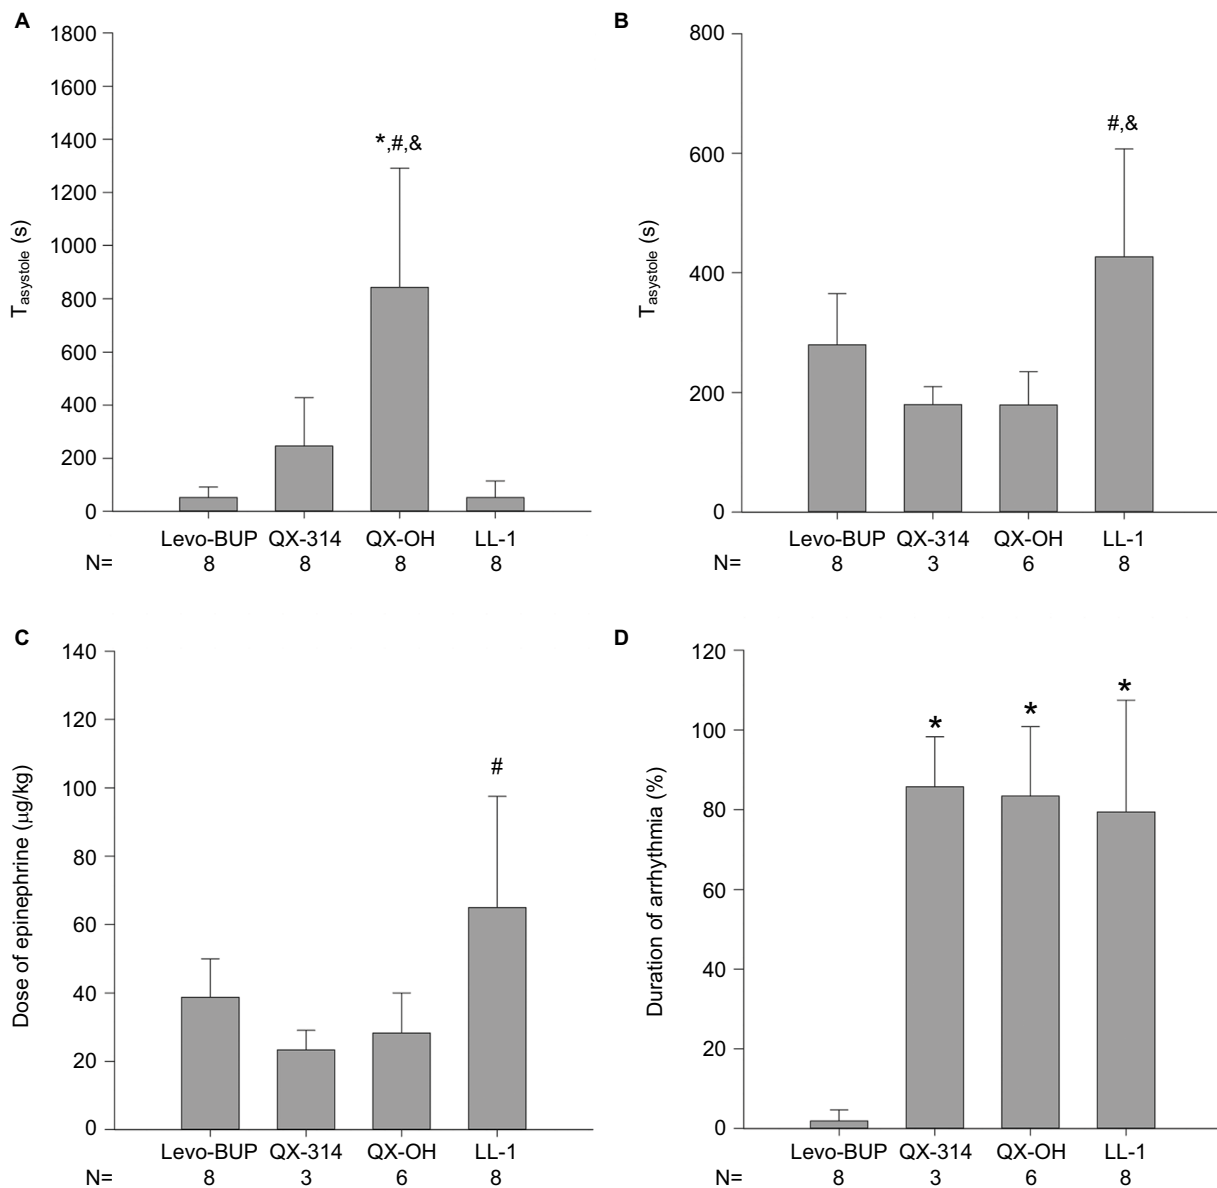 A
1800
1600
1400
1200
1000
800
600
400
200
0
T asystole (s)
*,#,&
Levo-BUP QX-314 QX-OH LL-1
N= 8 8 8 8
B
800
600
400
200
0
T asystole (s)
#,&
Levo-BUP QX-314 QX-OH LL-1
N= 8 3 6 8
C
140
120
100
80
60
40
20
0
Dose of epinephrine (µg/kg)
#
Levo-BUP QX-314 QX-OH LL-1
N= 8 3 6 8
D
120
100
80
60
40
20
0
Duration of arrhythmia (%)
* * *
Levo-BUP QX-314 QX-OH LL-1
N= 8 3 6 8